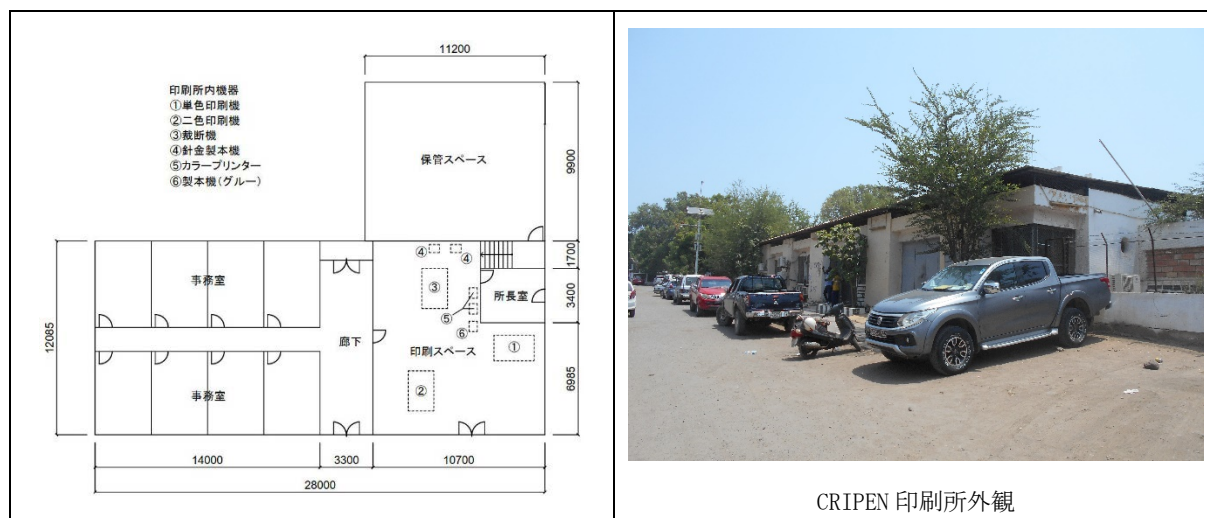 11200
印刷所内機器
①単色印刷機
②二色印刷機
③裁断機
④針金製本機
⑤カラープリンター
⑥製本機(グルー)
保管スペース
9900
④ ④
1700
事務室
③
所長室
3400
⑤
12085
⑥
廊下
印刷スペース
①
②
6985
事務室
14000 3300 10700
28000
CRIPEN 印刷所外観